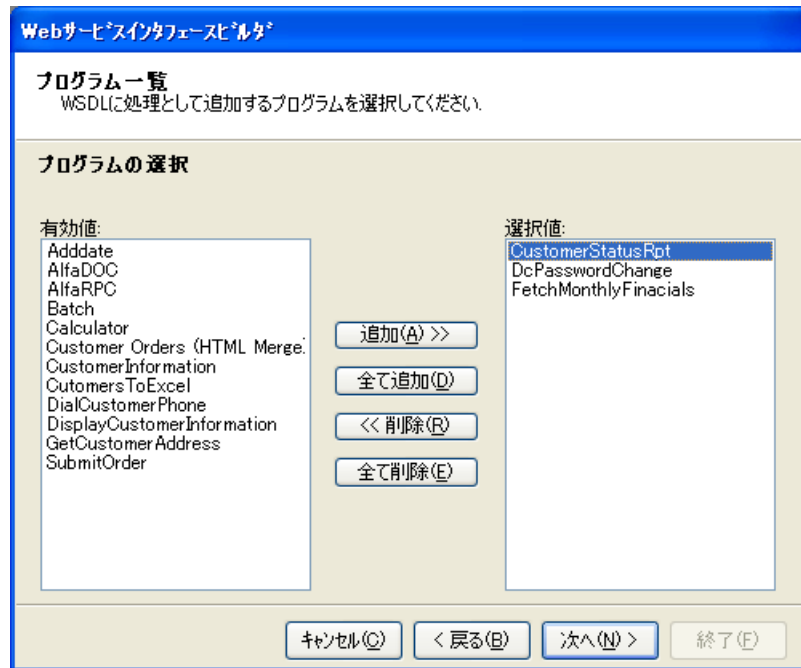 Webサービスインタフェースビルダ
プログラム一覧
WSDLに処理として追加するプログラムを選択してください.
プログラムの選択
有効値:
Adddate
AlfaDOC
AlfaRPC
Batch
Calculator
Customer Orders (HTML Merge)
CustomerInformation
CutomersToExcel
DialCustomerPhone
DisplayCustomerInformation
GetCustomerAddress
SubmitOrder
追加(A) >>
全て追加(D)
<< 削除(R)
全て削除(E)
選択値:
CustomerStatusRpt
DcPasswordChange
FetchMonthlyFinacials
キャンセル(C)
< 戻る(B)
次へ(N) >
終了(F)